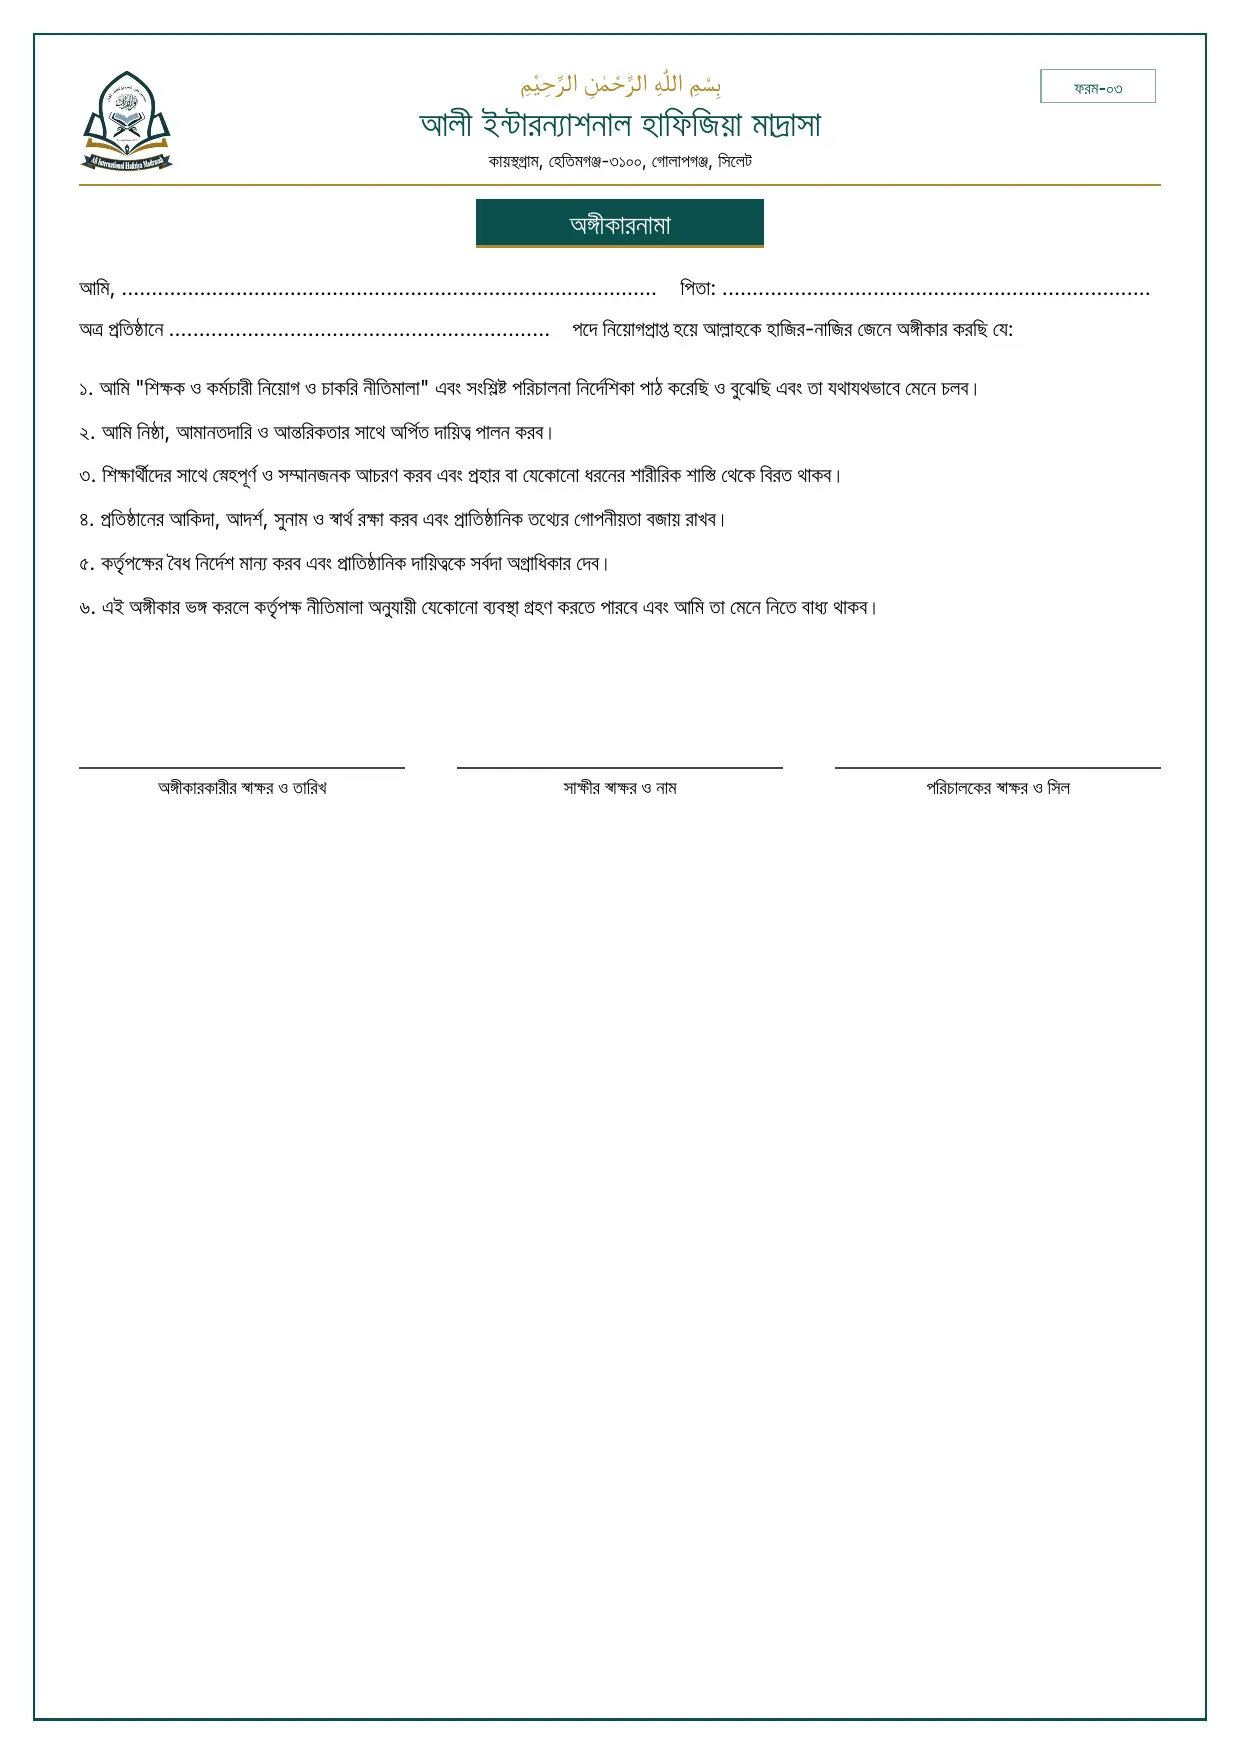 بِسْمِ اللهِ الرَّحْمٰنِ الرَّحِيْمِ
ফরম-০৩
আলী ইন্টারন্যাশনাল হাফিজিয়া মাদ্রাসা
কায়স্থগ্রাম, হেতিমগঞ্জ-৩১০০, গোলাপগঞ্জ, সিলেট
Ali International Hafiziya Madrasah
অঙ্গীকারনামা
আমি, ......................................................................................... পিতা: .......................................................................
অত্র প্রতিষ্ঠানে ............................................................... পদে নিয়োগপ্রাপ্ত হয়ে আল্লাহকে হাজির-নাজির জেনে অঙ্গীকার করছি যে:
১. আমি "শিক্ষক ও কর্মচারী নিয়োগ ও চাকরি নীতিমালা" এবং সংশ্লিষ্ট পরিচালনা নির্দেশিকা পাঠ করেছি ও বুঝেছি এবং তা যথাযথভাবে মেনে চলব।
২. আমি নিষ্ঠা, আমানতদারি ও আন্তরিকতার সাথে অর্পিত দায়িত্ব পালন করব।
৩. শিক্ষার্থীদের সাথে স্নেহপূর্ণ ও সম্মানজনক আচরণ করব এবং প্রহার বা যেকোনো ধরনের শারীরিক শাস্তি থেকে বিরত থাকব।
৪. প্রতিষ্ঠানের আকিদা, আদর্শ, সুনাম ও স্বার্থ রক্ষা করব এবং প্রাতিষ্ঠানিক তথ্যের গোপনীয়তা বজায় রাখব।
৫. কর্তৃপক্ষের বৈধ নির্দেশ মান্য করব এবং প্রাতিষ্ঠানিক দায়িত্বকে সর্বদা অগ্রাধিকার দেব।
৬. এই অঙ্গীকার ভঙ্গ করলে কর্তৃপক্ষ নীতিমালা অনুযায়ী যেকোনো ব্যবস্থা গ্রহণ করতে পারবে এবং আমি তা মেনে নিতে বাধ্য থাকব।
অঙ্গীকারকারীর স্বাক্ষর ও তারিখ
সাক্ষীর স্বাক্ষর ও নাম
পরিচালকের স্বাক্ষর ও সিল